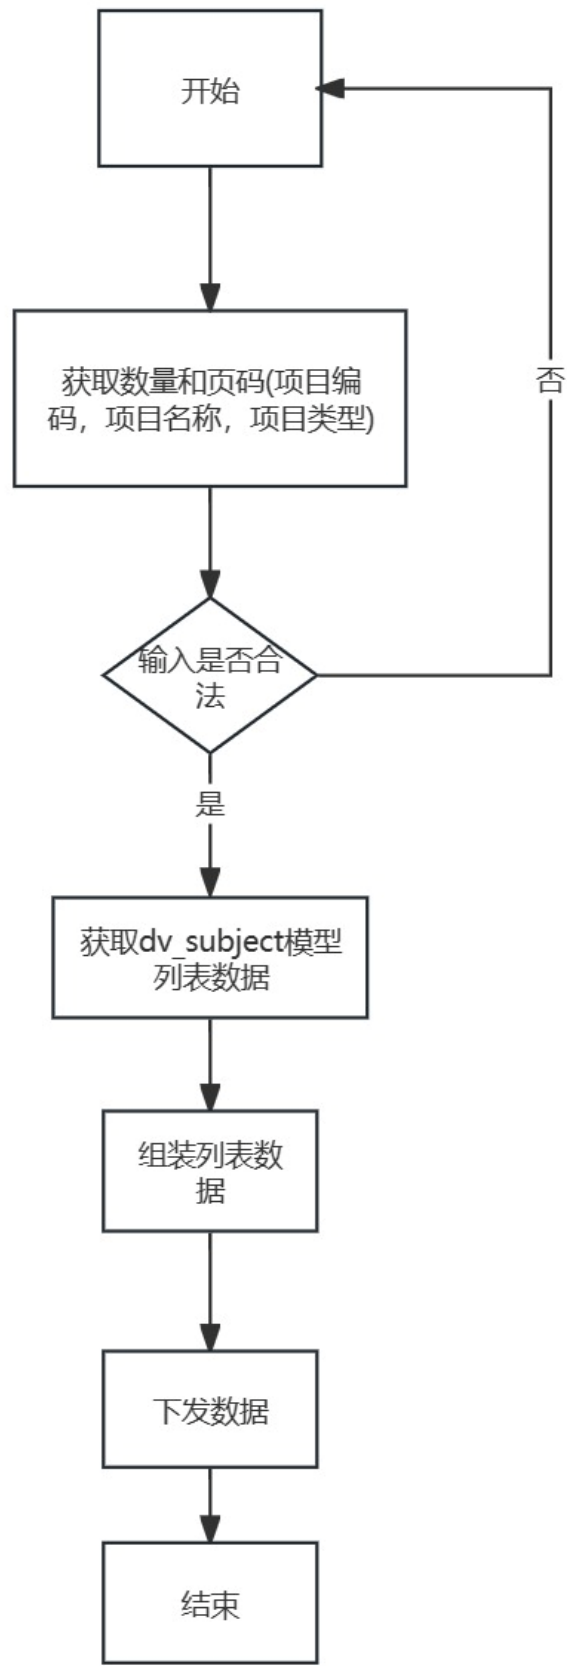 开始
获取数量和页码(项目编
码，项目名称，项目类型)
否
输入是否合
法
是
获取dv_subject模型
列表数据
组装列表数
据
下发数据
结束